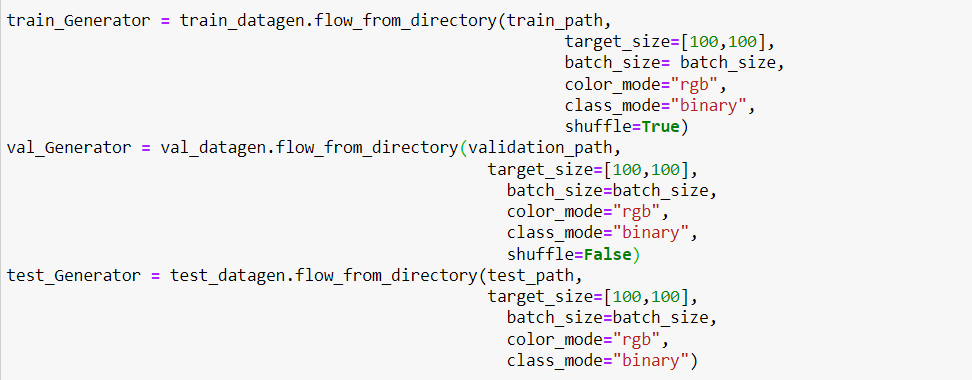 train_Generator = train_datagen.flow_from_directory(train_path,
target_size=[100,100],
batch_size= batch_size,
color_mode="rgb",
class_mode="binary",
shuffle=True)
val_Generator = val_datagen.flow_from_directory(validation_path,
target_size=[100,100],
batch_size=batch_size,
color_mode="rgb",
class_mode="binary",
shuffle=False)
test_Generator = test_datagen.flow_from_directory(test_path,
target_size=[100,100],
batch_size=batch_size,
color_mode="rgb",
class_mode="binary")